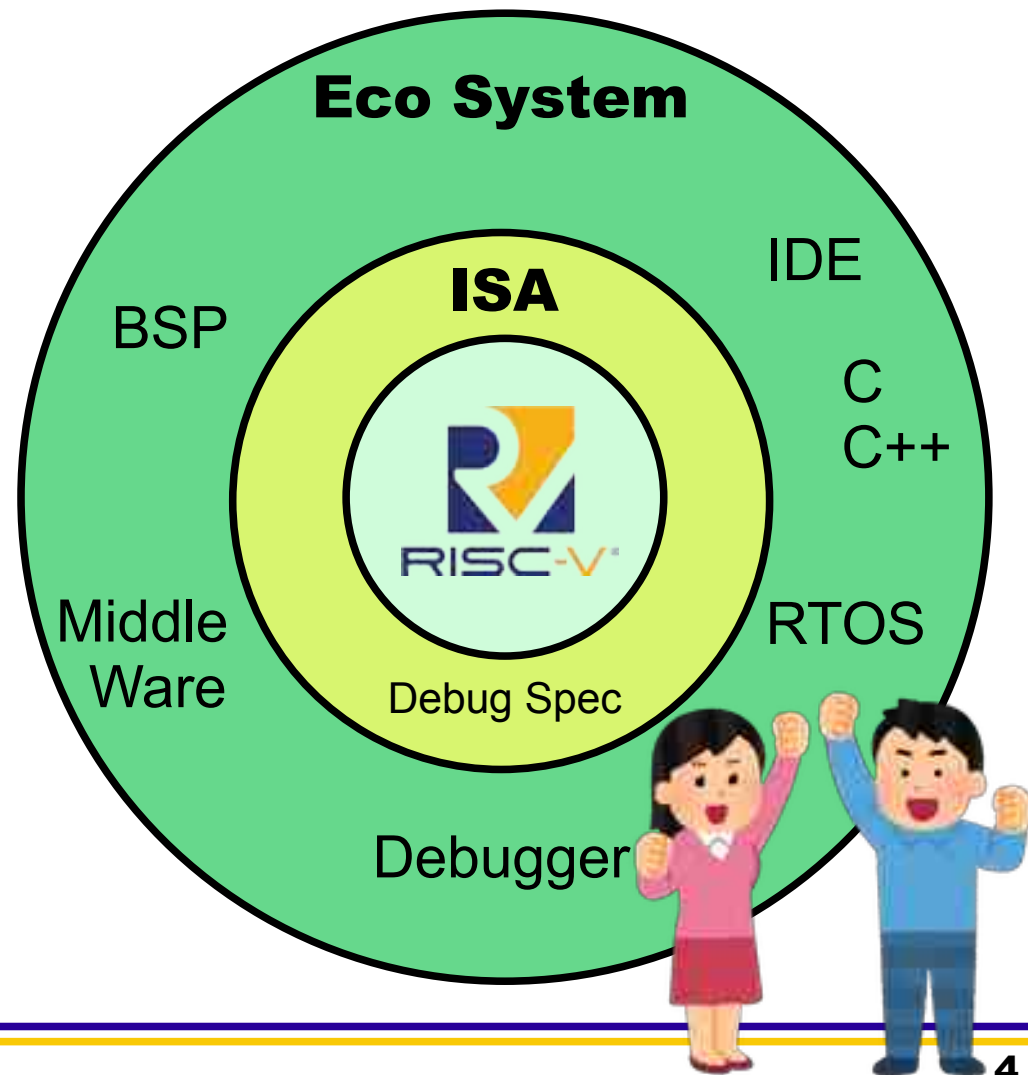 Eco System
IDE
ISA
BSP
C
C++
RISC-V
Middle
Ware
RTOS
Debug Spec
Debugger
4